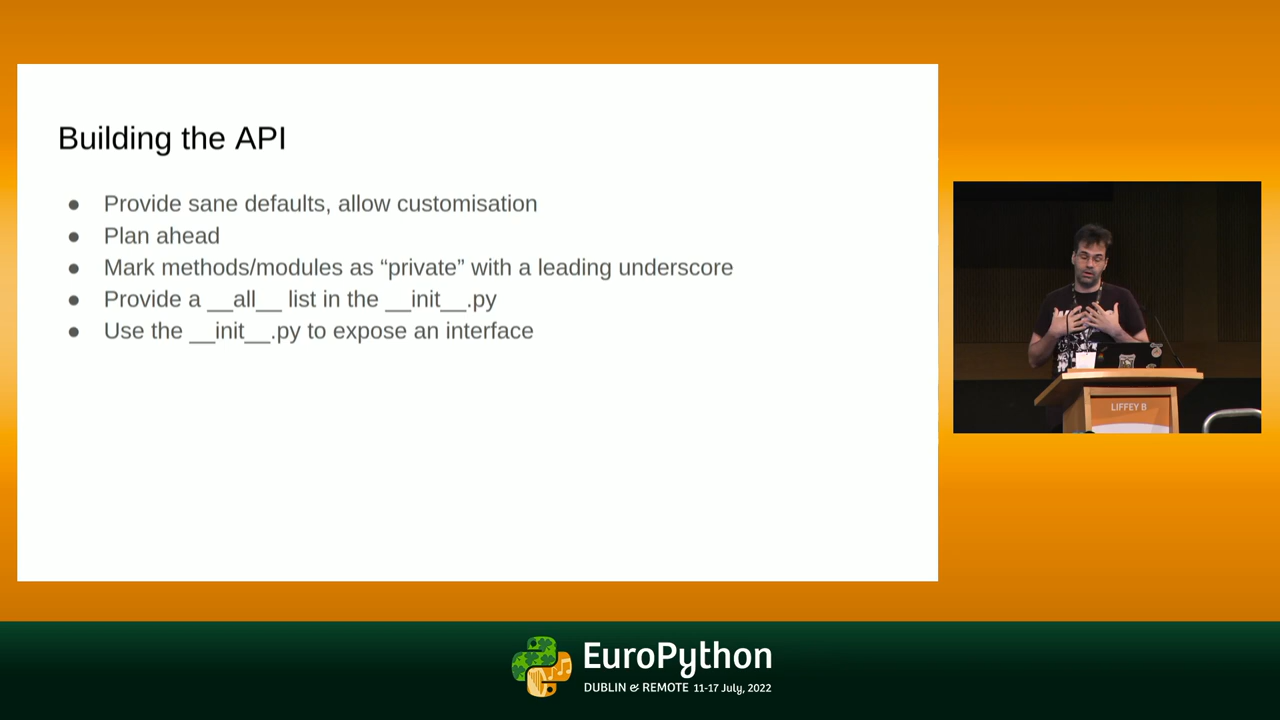 Building the API
● Provide sane defaults, allow customisation
● Plan ahead
● Mark methods/modules as “private” with a leading underscore
● Provide a __all__ list in the __init__.py
● Use the __init__.py to expose an interface
LIFFEY B
EuroPython
DUBLIN & REMOTE 11-17 July, 2022